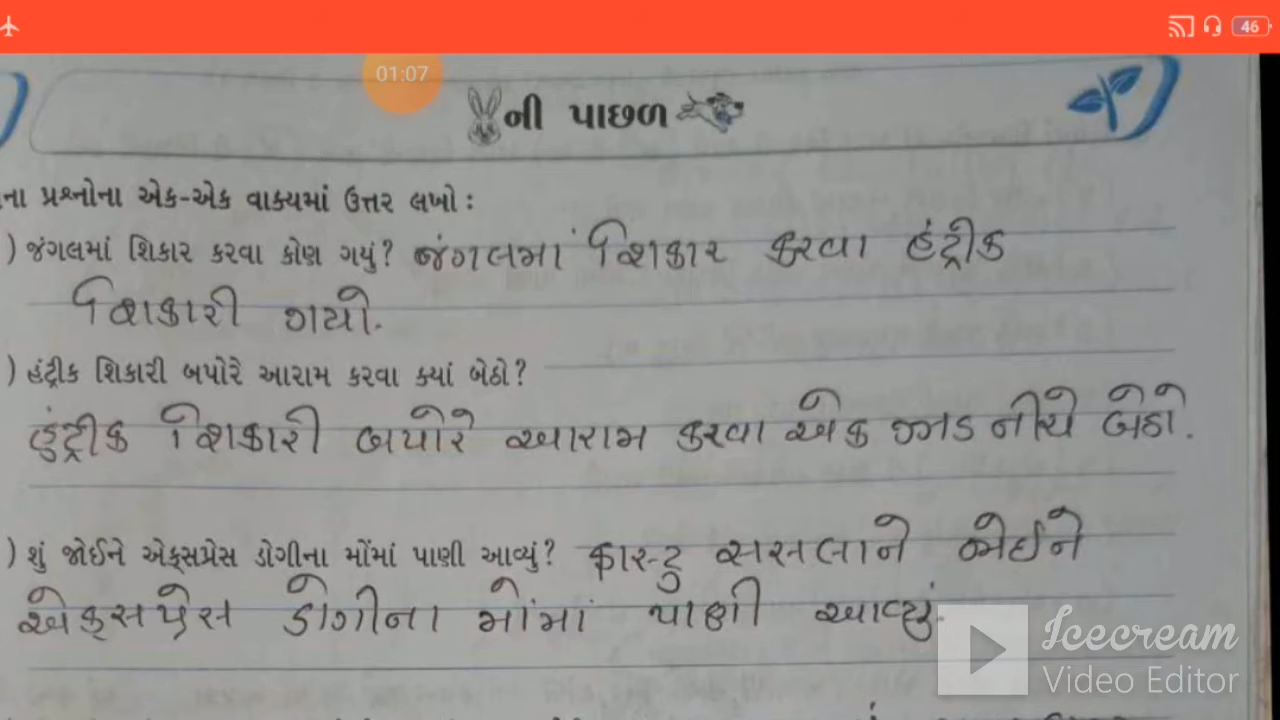 46
01:07
ની પાછળ
ના પ્રશ્નોના એક-એક વાક્યમાં ઉત્તર લખો :
) જંગલમાં શિકાર કરવા કોણ ગયું? જંગલમાં શિકાર કરવા હંટ્રીક
શિકારી ગયો.
) હંટ્રીક શિકારી બપોરે આરામ કરવા ક્યાં બેઠો?
હંટ્રીક શિકારી બપોરે આરામ કરવા એક ઝાડ નીચે બેઠો.
) શું જોઈને એક્સપ્રેસ ડોગીના મોંમાં પાણી આવ્યું? ફાસ્ટુ સસલાને જોઈને
એક્સપ્રેસ ડોગીના મોંમાં પાણી આવ્યું.
Icecream
Video Editor